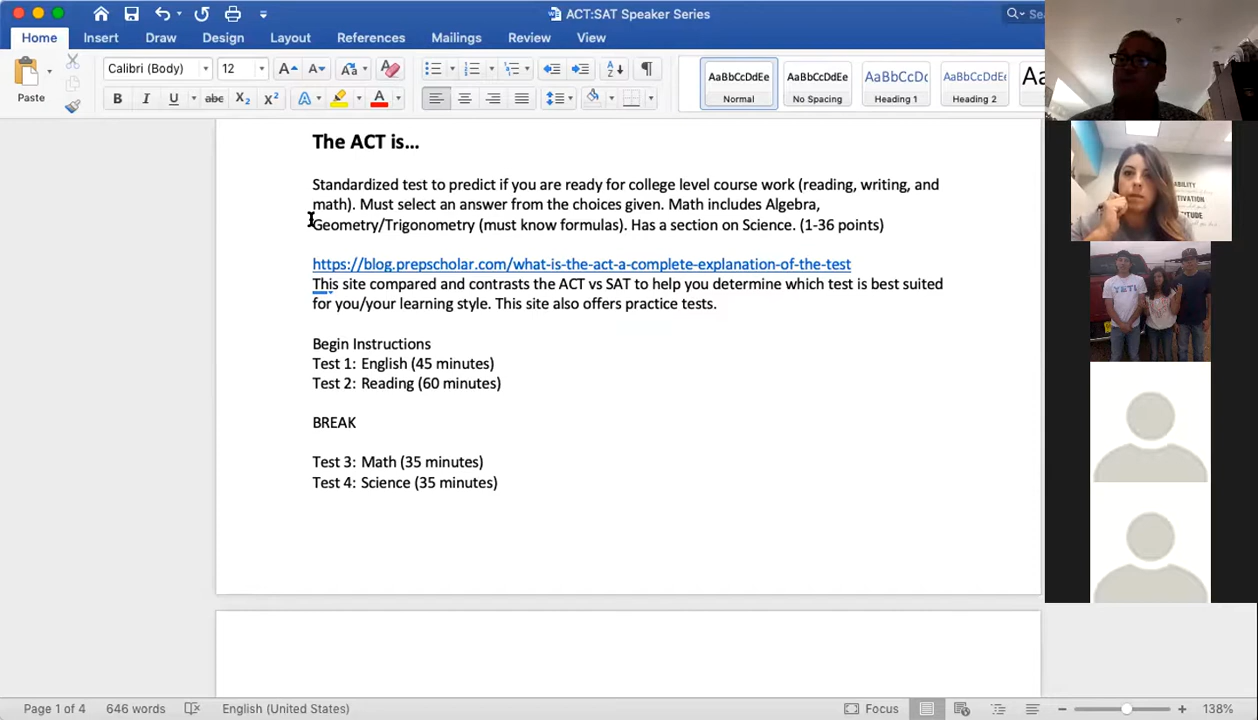 ACT:SAT Speaker Series
Home Insert Draw Design Layout References Mailings Review View
Paste
Calibri (Body) 12
AaBbCcDdEe Normal
AaBbCcDdEe No Spacing
AaBbCcDc Heading 1
AaBbCcDdEe Heading 2
The ACT is...
Standardized test to predict if you are ready for college level course work (reading, writing, and
math). Must select an answer from the choices given. Math includes Algebra,
Geometry/Trigonometry (must know formulas). Has a section on Science. (1-36 points)
https://blog.prepscholar.com/what-is-the-act-a-complete-explanation-of-the-test
This site compared and contrasts the ACT vs SAT to help you determine which test is best suited
for you/your learning style. This site also offers practice tests.
Begin Instructions
Test 1: English (45 minutes)
Test 2: Reading (60 minutes)
BREAK
Test 3: Math (35 minutes)
Test 4: Science (35 minutes)
YETI
Page 1 of 4 646 words English (United States) Focus 138%